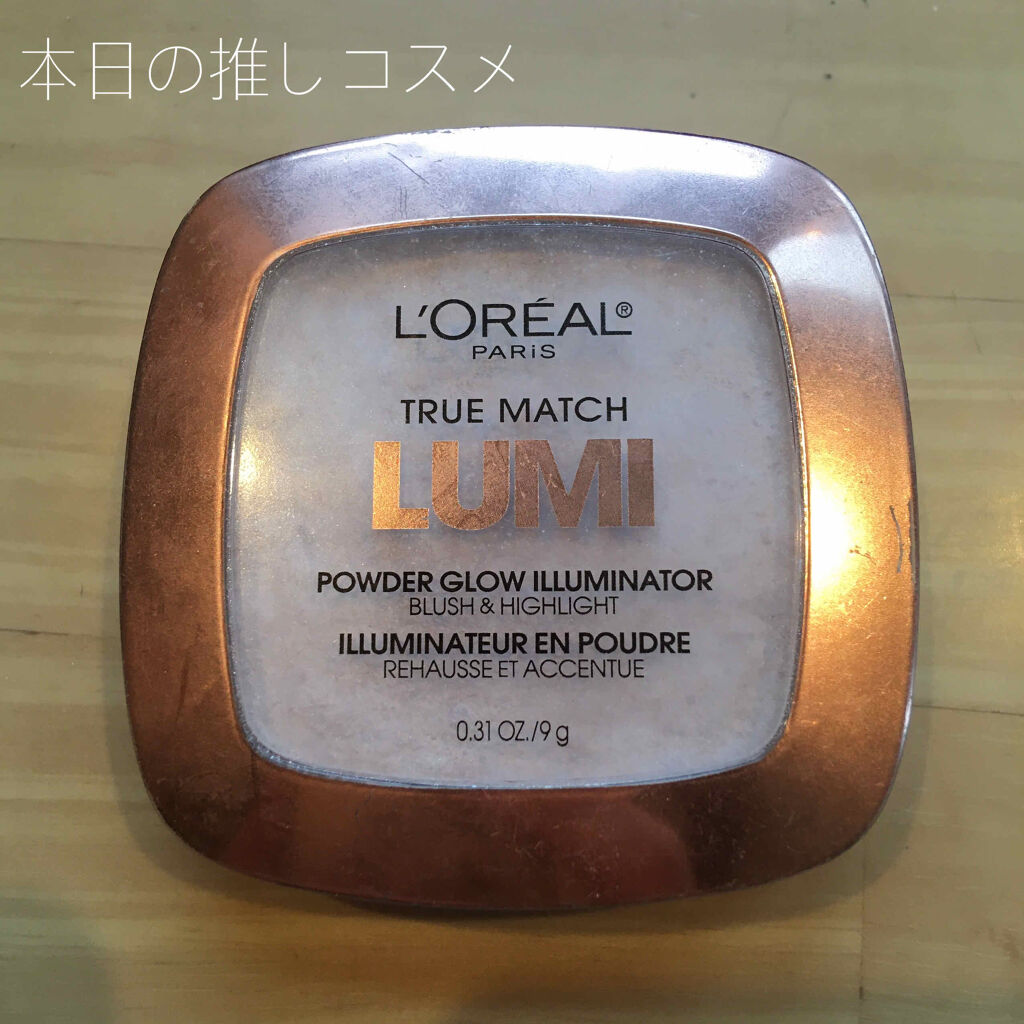 本日の推しコスメ
L'ORÉAL®
PARiS
TRUE MATCH
LUMI
POWDER GLOW ILLUMINATOR
BLUSH & HIGHLIGHT
ILLUMINATEUR EN POUDRE
REHAUSSE ET ACCENTUE
0.31 OZ./9 g